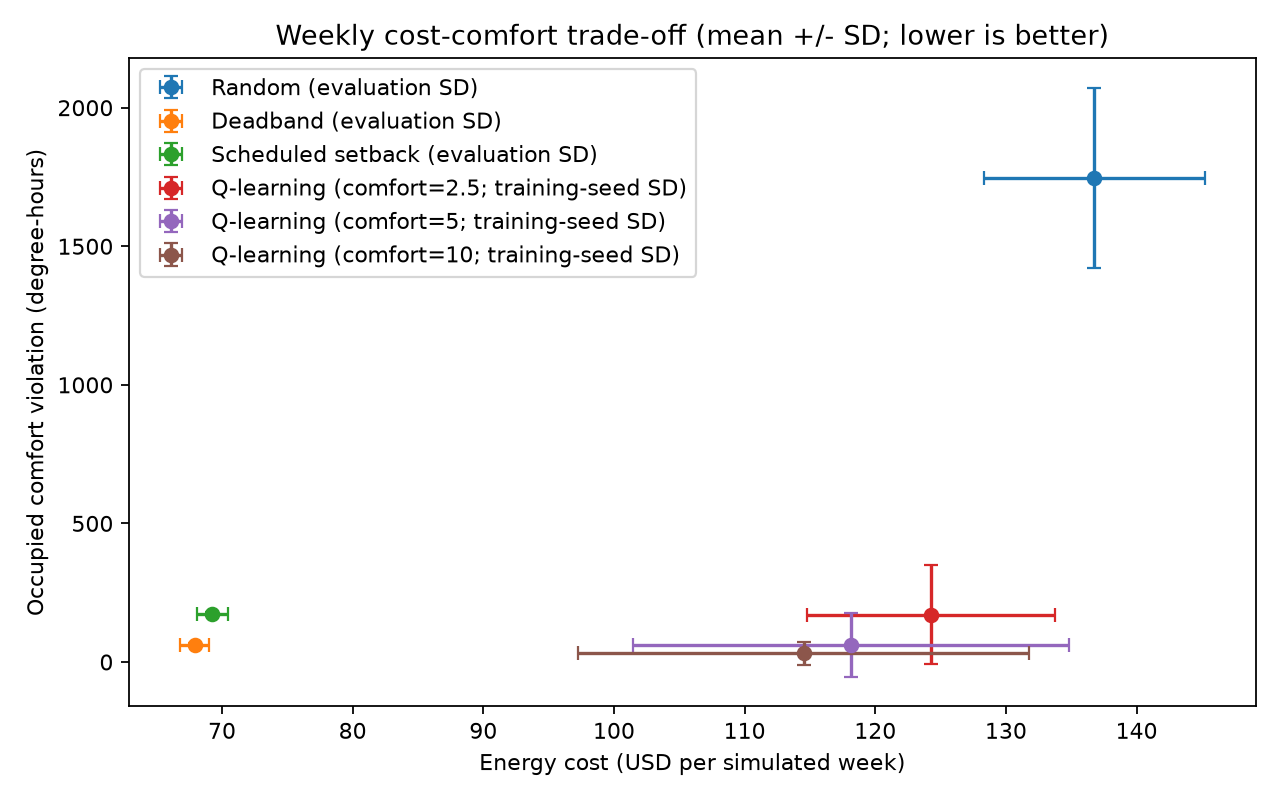 Weekly cost-comfort trade-off (mean +/- SD; lower is better)
Random (evaluation SD)
Deadband (evaluation SD)
Scheduled setback (evaluation SD)
Q-learning (comfort=2.5; training-seed SD)
Q-learning (comfort=5; training-seed SD)
Q-learning (comfort=10; training-seed SD)
Occupied comfort violation (degree-hours)
2000
1500
1000
500
0
70 80 90 100 110 120 130 140
Energy cost (USD per simulated week)